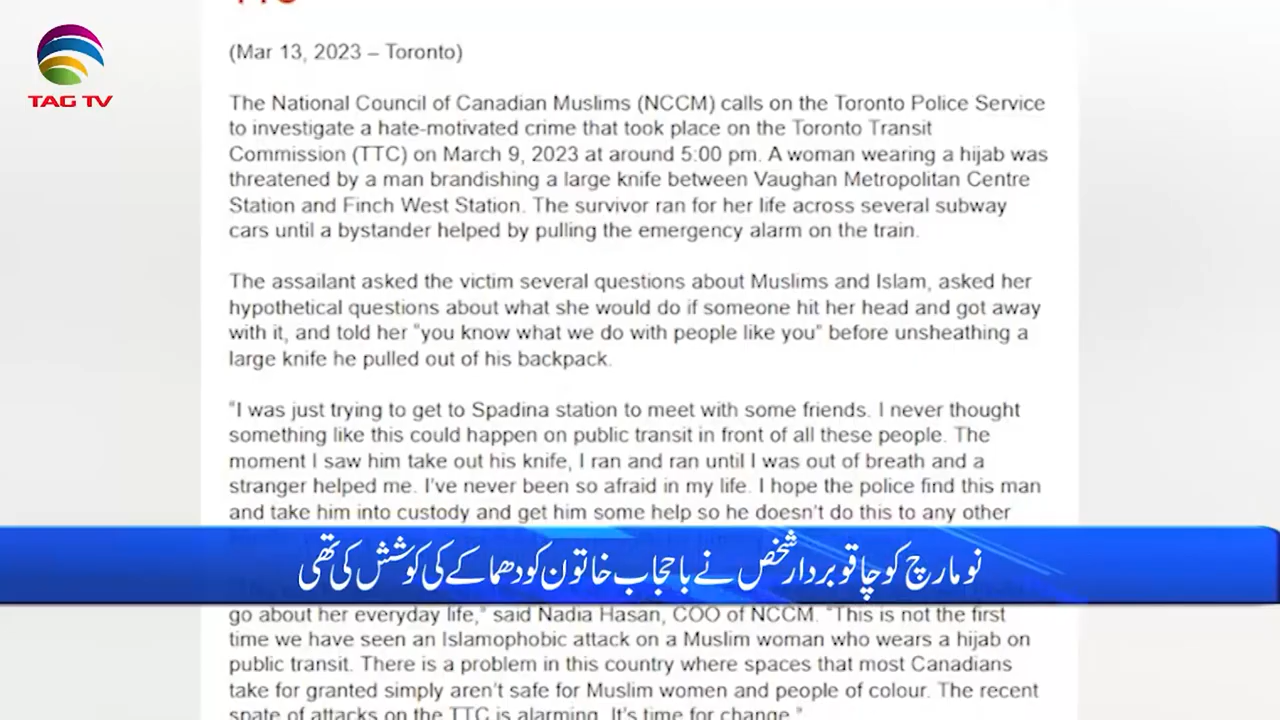 TAG TV
(Mar 13, 2023 – Toronto)
The National Council of Canadian Muslims (NCCM) calls on the Toronto Police Service
to investigate a hate-motivated crime that took place on the Toronto Transit
Commission (TTC) on March 9, 2023 at around 5:00 pm. A woman wearing a hijab was
threatened by a man brandishing a large knife between Vaughan Metropolitan Centre
Station and Finch West Station. The survivor ran for her life across several subway
cars until a bystander helped by pulling the emergency alarm on the train.
The assailant asked the victim several questions about Muslims and Islam, asked her
hypothetical questions about what she would do if someone hit her head and got away
with it, and told her “you know what we do with people like you” before unsheathing a
large knife he pulled out of his backpack.
“I was just trying to get to Spadina station to meet with some friends. I never thought
something like this could happen on public transit in front of all these people. The
moment I saw him take out his knife, I ran and ran until I was out of breath and a
stranger helped me. I’ve never been so afraid in my life. I hope the police find this man
and take him into custody and get him some help so he doesn’t do this to any other
نو مارچ کو چاقو بردار شخص نے باحجاب خاتون کو دھماکے کی کوشش کی تھی
go about her everyday life,” said Nadia Hasan, COO of NCCM. “This is not the first
time we have seen an Islamophobic attack on a Muslim woman who wears a hijab on
public transit. There is a problem in this country where spaces that most Canadians
take for granted simply aren’t safe for Muslim women and people of colour. The recent
spate of attacks on the TTC is alarming. It’s time for change.”